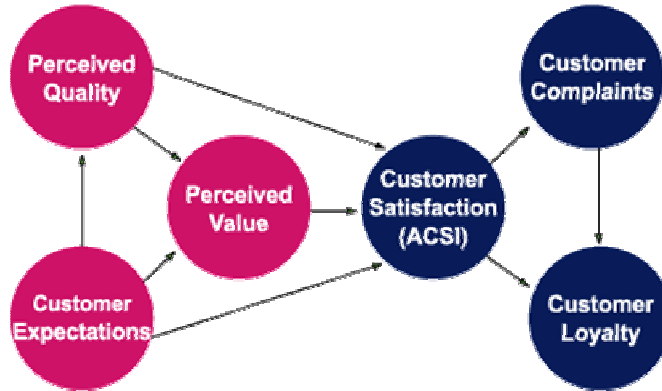 Perceived
Quality
Customer
Complaints
Perceived
Value
Customer
Satisfaction
(ACSI)
Customer
Expectations
Customer
Loyalty